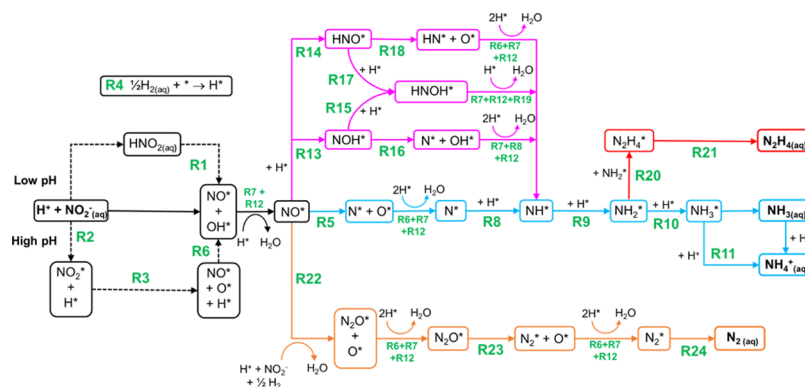 R4 ½H2(aq) + * → H*
HNO2(aq)
R1
Low pH
H+ + NO2-(aq)
High pH
R2
NO2*
+
H*
R3
NO*
+
O*
+
H*
R6
NO*
+
OH*
R7 +
R12
H*
H2O
NO*
+ H*
R14
HNO*
R18
HN* + O*
2H*
H2O
R6+R7
+R12
R17
+ H*
HNOH*
H*
H2O
R7+R12+R19
R15
+ H*
R13
NOH*
R16
N* + OH*
2H*
H2O
R7+R8
+R12
R5
N* + O*
2H*
H2O
R6+R7
+R12
N*
+ H*
R8
NH*
+ H*
R9
NH2*
+ NH2*
R20
N2H4*
R21
N2H4(aq)
+ H*
R10
NH3*
NH3(aq)
+ H*
R11
+ H
NH4+(aq)
R22
H+ + NO2-
+ ½ H2
H2O
N2O*
+
O*
2H*
H2O
R6+R7
+R12
N2O*
R23
N2* + O*
2H*
H2O
R6+R7
+R12
N2*
R24
N2 (aq)